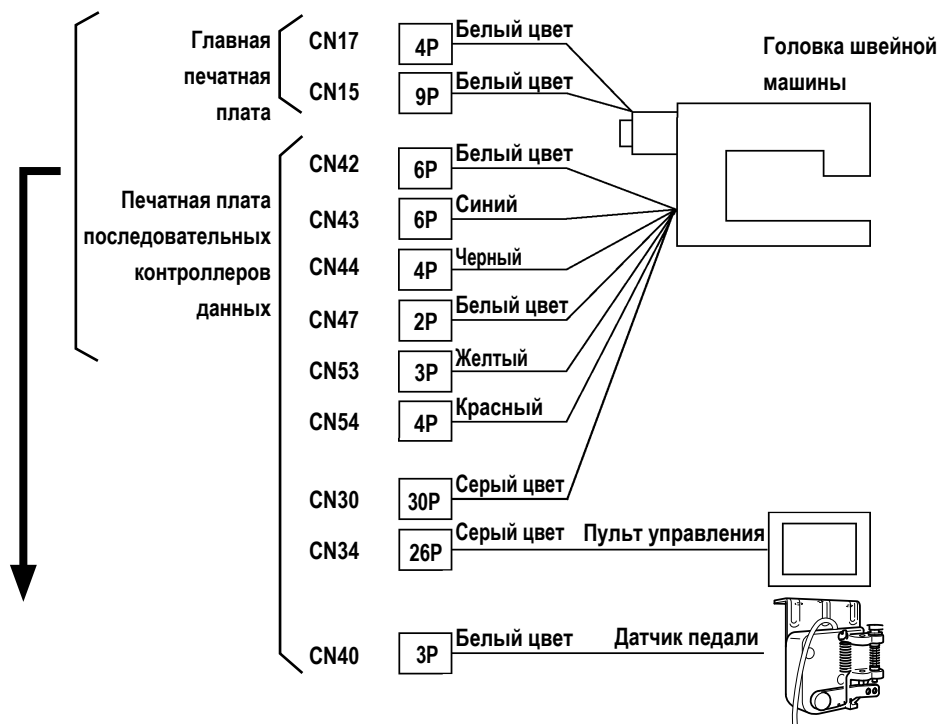 Главная
печатная
плата
CN17 4P Белый цвет
CN15 9P Белый цвет
Головка швейной
машины
Печатная плата
последовательных
контроллеров
данных
CN42 6P Белый цвет
CN43 6P Синий
CN44 4P Черный
CN47 2P Белый цвет
CN53 3P Желтый
CN54 4P Красный
CN30 30P Серый цвет
CN34 26P Серый цвет Пульт управления
CN40 3P Белый цвет Датчик педали